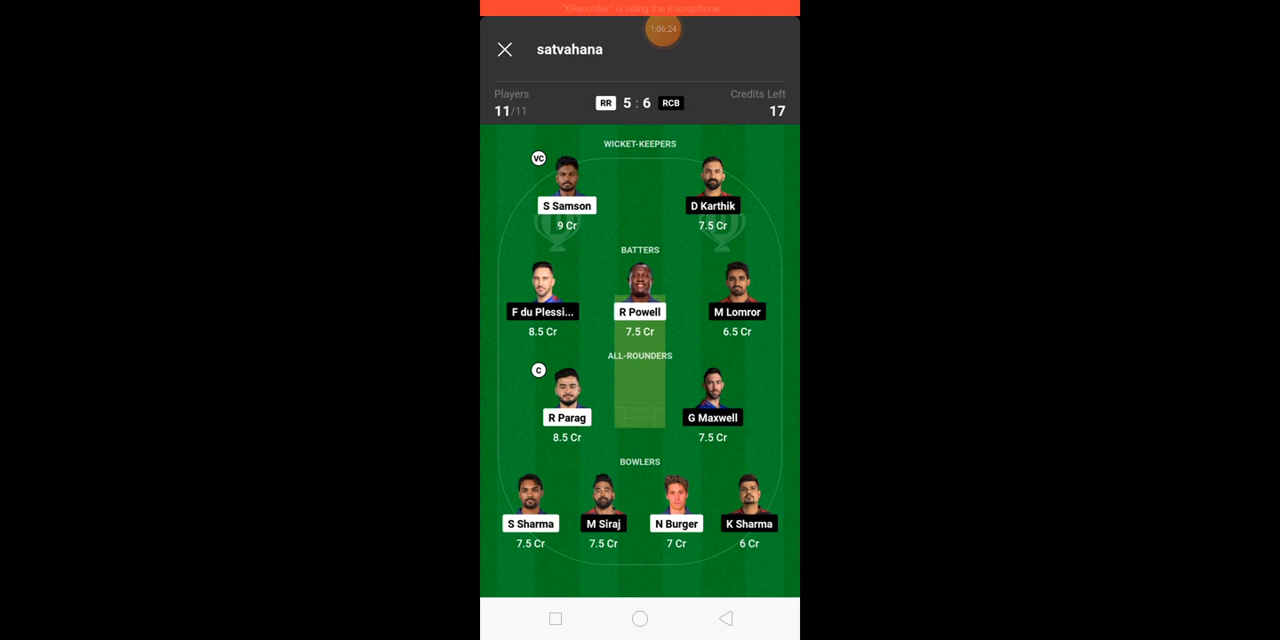 "XRecorder" is using the microphone
1:06:24
satvahana
Players
11/11
RR 5 : 6 RCB
Credits Left
17
WICKET-KEEPERS
VC
S Samson
9 Cr
D Karthik
7.5 Cr
BATTERS
F du Plessi...
8.5 Cr
R Powell
7.5 Cr
M Lomror
6.5 Cr
ALL-ROUNDERS
C
R Parag
8.5 Cr
G Maxwell
7.5 Cr
BOWLERS
S Sharma
7.5 Cr
M Siraj
7.5 Cr
N Burger
7 Cr
K Sharma
6 Cr